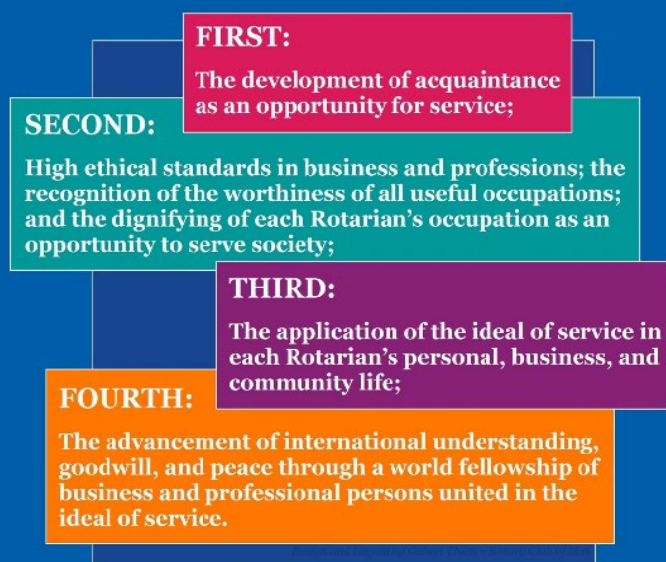 FIRST:
The development of acquaintance
as an opportunity for service;
SECOND:
High ethical standards in business and professions; the
recognition of the worthiness of all useful occupations;
and the dignifying of each Rotarian's occupation as an
opportunity to serve society;
THIRD:
The application of the ideal of service in
each Rotarian's personal, business, and
community life;
FOURTH:
The advancement of international understanding,
goodwill, and peace through a world fellowship of
business and professional persons united in the
ideal of service.
Design and Layout by